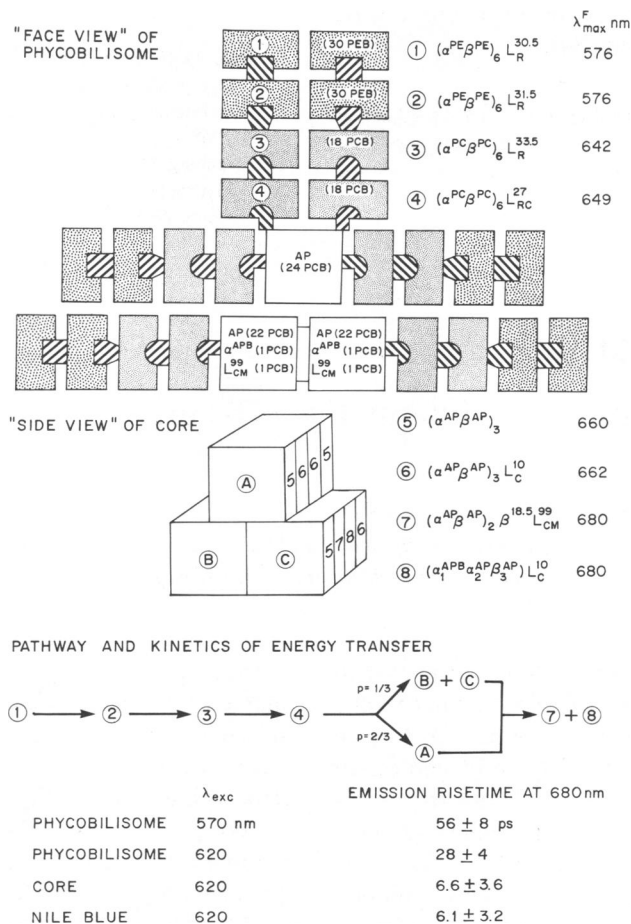 "FACE VIEW" OF
PHYCOBILISOME
λ^F_max nm
① (30 PEB) ① (α^PE β^PE)_6 L_R^30.5 576
② (30 PEB) ② (α^PE β^PE)_6 L_R^31.5 576
③ (18 PCB) ③ (α^PC β^PC)_6 L_R^33.5 642
④ (18 PCB) ④ (α^PC β^PC)_6 L_RC^27 649
AP
(24 PCB)
AP (22 PCB) AP (22 PCB)
α^APB (1 PCB) α^APB (1 PCB)
L_CM^99 (1 PCB) L_CM^99 (1 PCB)
"SIDE VIEW" OF CORE
Ⓐ 5 6 6 5
Ⓑ Ⓒ 5 7 8 6
⑤ (α^AP β^AP)_3 660
⑥ (α^AP β^AP)_3 L_C^10 662
⑦ (α^AP β^AP)_2 β^18.5 L_CM^99 680
⑧ (α_1^APB α_2^AP β_3^AP) L_C^10 680
PATHWAY AND KINETICS OF ENERGY TRANSFER
① ② ③ ④ p= 1/3 Ⓑ + Ⓒ ⑦ + ⑧
p=2/3 Ⓐ
λ_exc EMISSION RISETIME AT 680nm
PHYCOBILISOME 570 nm 56 ± 8 ps
PHYCOBILISOME 620 28 ± 4
CORE 620 6.6 ± 3.6
NILE BLUE 620 6.1 ± 3.2